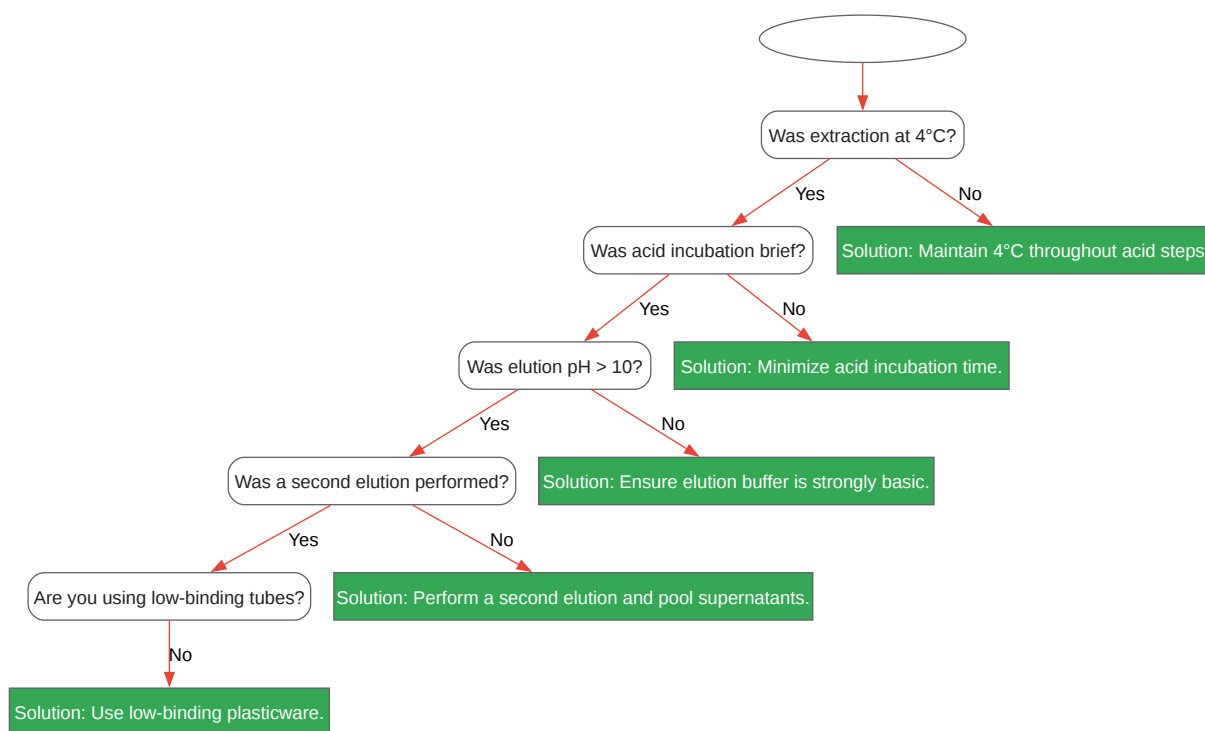 Was extraction at 4°C?
Yes
No
Was acid incubation brief?
Solution: Maintain 4°C throughout acid steps
Yes
No
Was elution pH > 10?
Solution: Minimize acid incubation time.
Yes
No
Was a second elution performed?
Solution: Ensure elution buffer is strongly basic.
Yes
No
Are you using low-binding tubes?
Solution: Perform a second elution and pool supernatants.
No
Solution: Use low-binding plasticware.